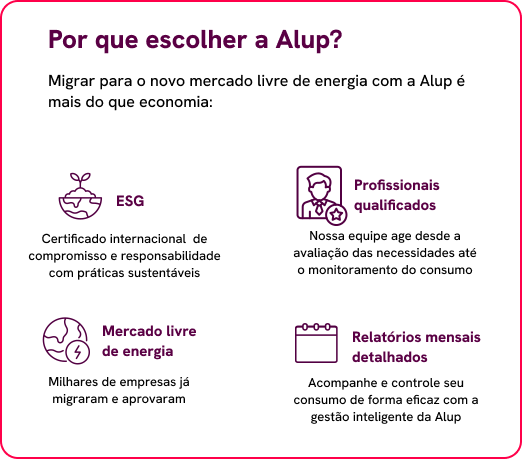 Por que escolher a Alup?
Migrar para o novo mercado livre de energia com a Alup é
mais do que economia:
ESG
Certificado internacional de
compromisso e responsabilidade
com práticas sustentáveis
Profissionais
qualificados
Nossa equipe age desde a
avaliação das necessidades até
o monitoramento do consumo
Mercado livre
de energia
Milhares de empresas já
migraram e aprovaram
Relatórios mensais
detalhados
Acompanhe e controle seu
consumo de forma eficaz com a
gestão inteligente da Alup